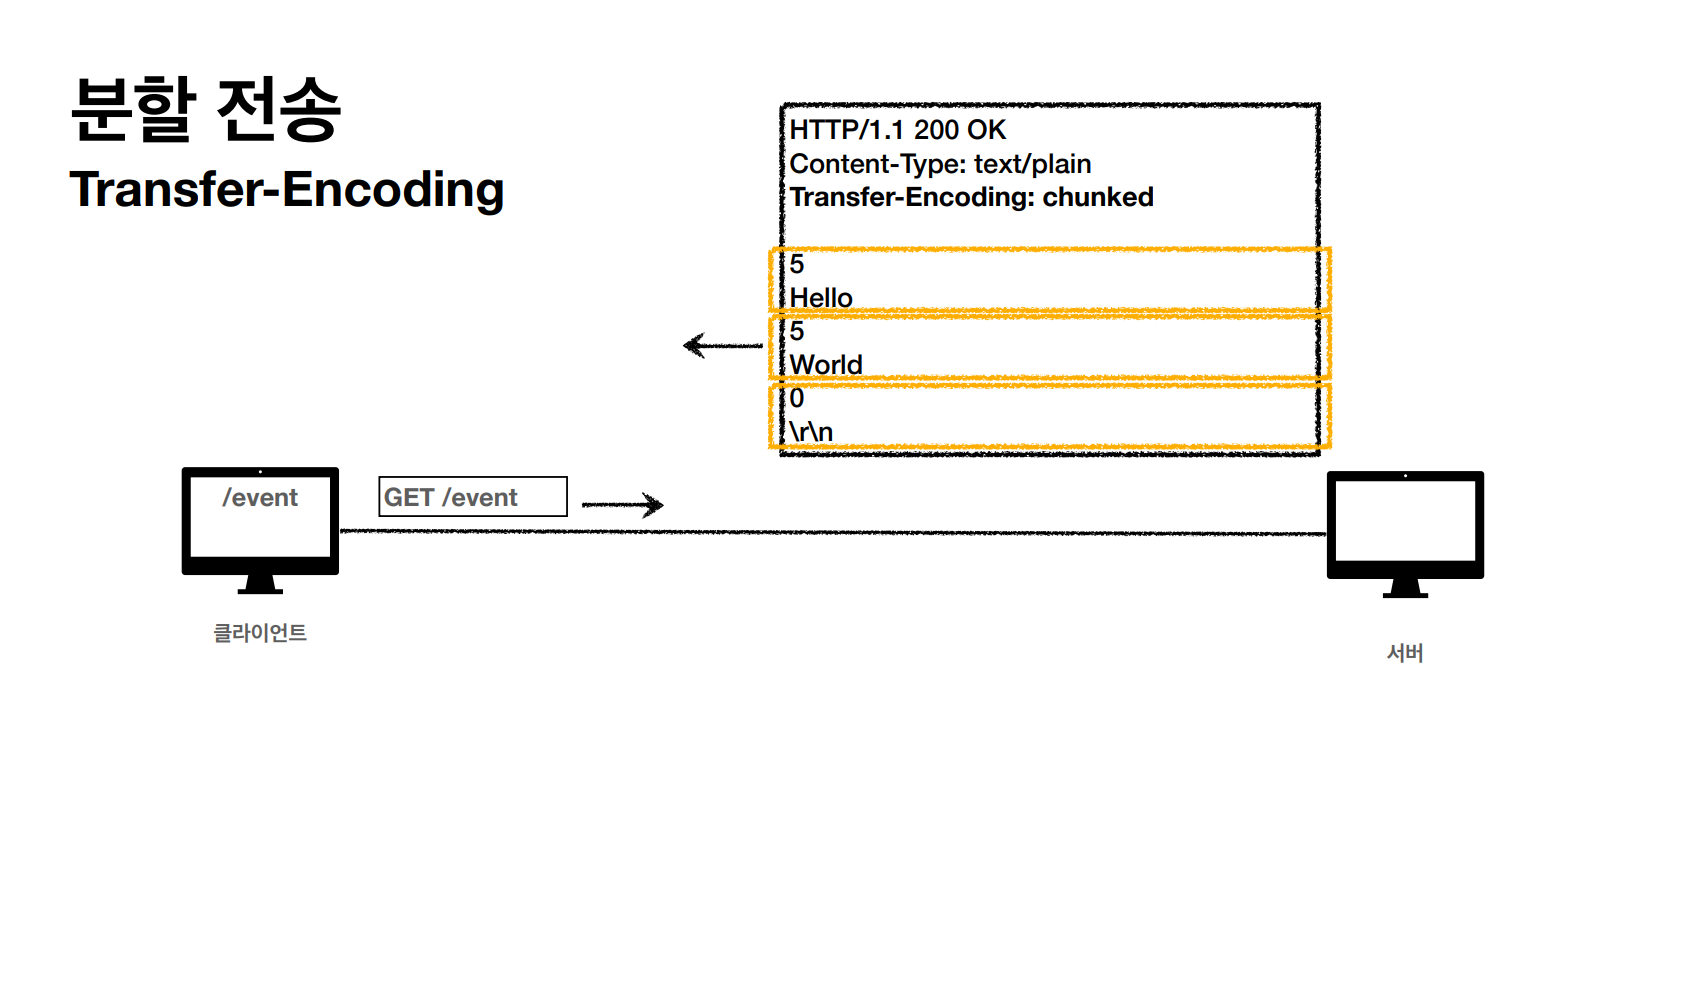 분할 전송
Transfer-Encoding
HTTP/1.1 200 OK
Content-Type: text/plain
Transfer-Encoding: chunked
5
Hello
5
World
0
\r\n
/event
GET /event
클라이언트
서버